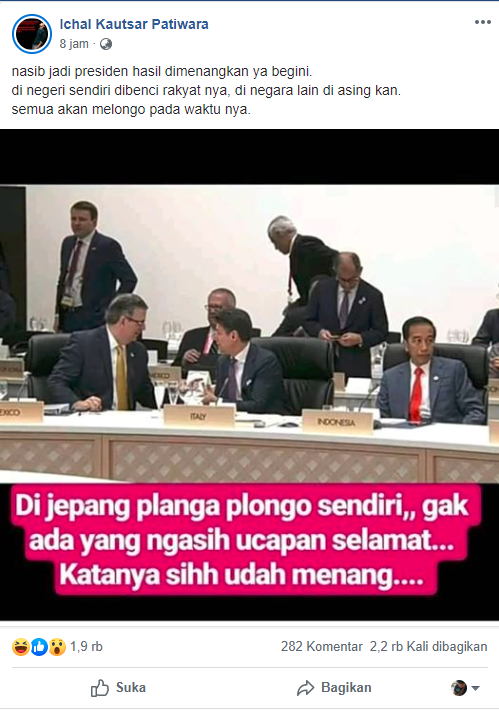 Ichal Kautsar Patiwara
8 jam ·
nasib jadi presiden hasil dimenangkan ya begini.
di negeri sendiri dibenci rakyat nya, di negara lain di asing kan.
semua akan melongo pada waktu nya.
MEXICO
EXICO
ITALY
INDONESIA
Di jepang planga plongo sendiri,, gak
ada yang ngasih ucapan selamat...
Katanya sihh udah menang....
1,9 rb
282 Komentar 2,2 rb Kali dibagikan
Suka
Bagikan